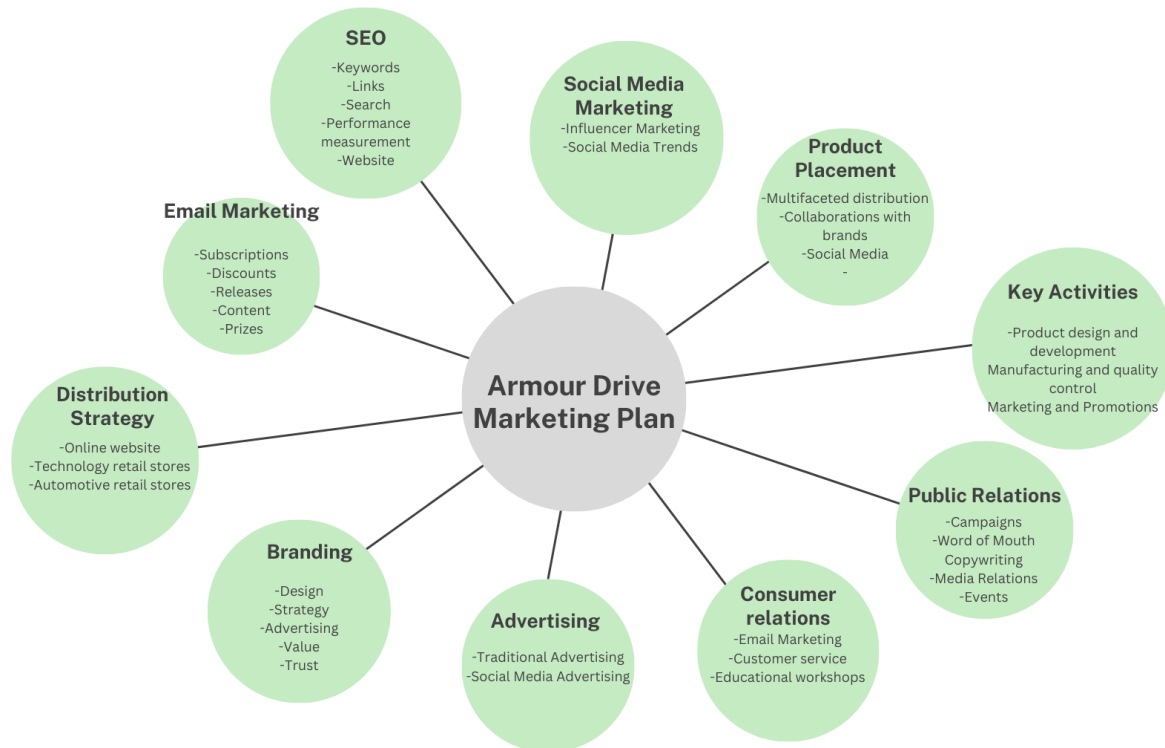 SEO
-Keywords
-Links
-Search
-Performance
measurement
-Website
Social Media
Marketing
-Influencer Marketing
-Social Media Trends
Product
Placement
-Multifaceted distribution
-Collaborations with
brands
-Social Media
-
Email Marketing
-Subscriptions
-Discounts
-Releases
-Content
-Prizes
Key Activities
-Product design and
development
Manufacturing and quality
control
Marketing and Promotions
Armour Drive
Marketing Plan
Distribution
Strategy
-Online website
-Technology retail stores
-Automotive retail stores
Public Relations
-Campaigns
-Word of Mouth
Copywriting
-Media Relations
-Events
Branding
-Design
-Strategy
-Advertising
-Value
-Trust
Advertising
-Traditional Advertising
-Social Media Advertising
Consumer
relations
-Email Marketing
-Customer service
-Educational workshops